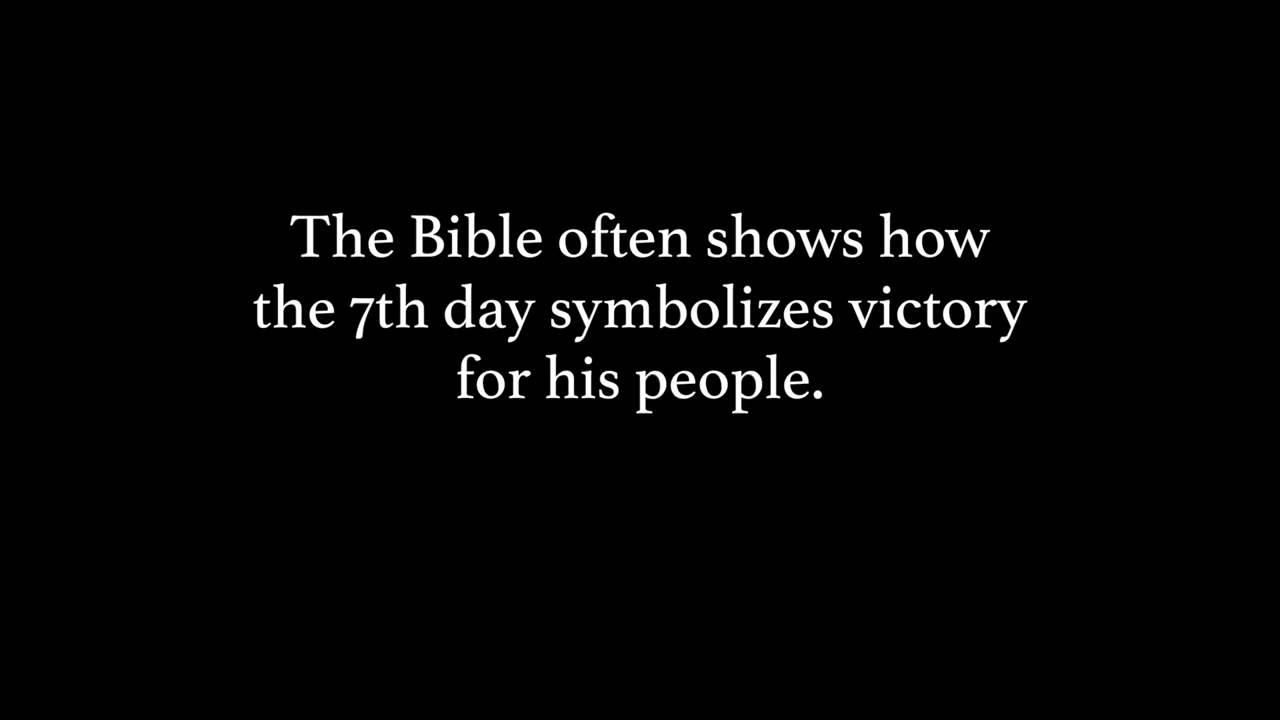 The Bible often shows how
the 7th day symbolizes victory
for his people.